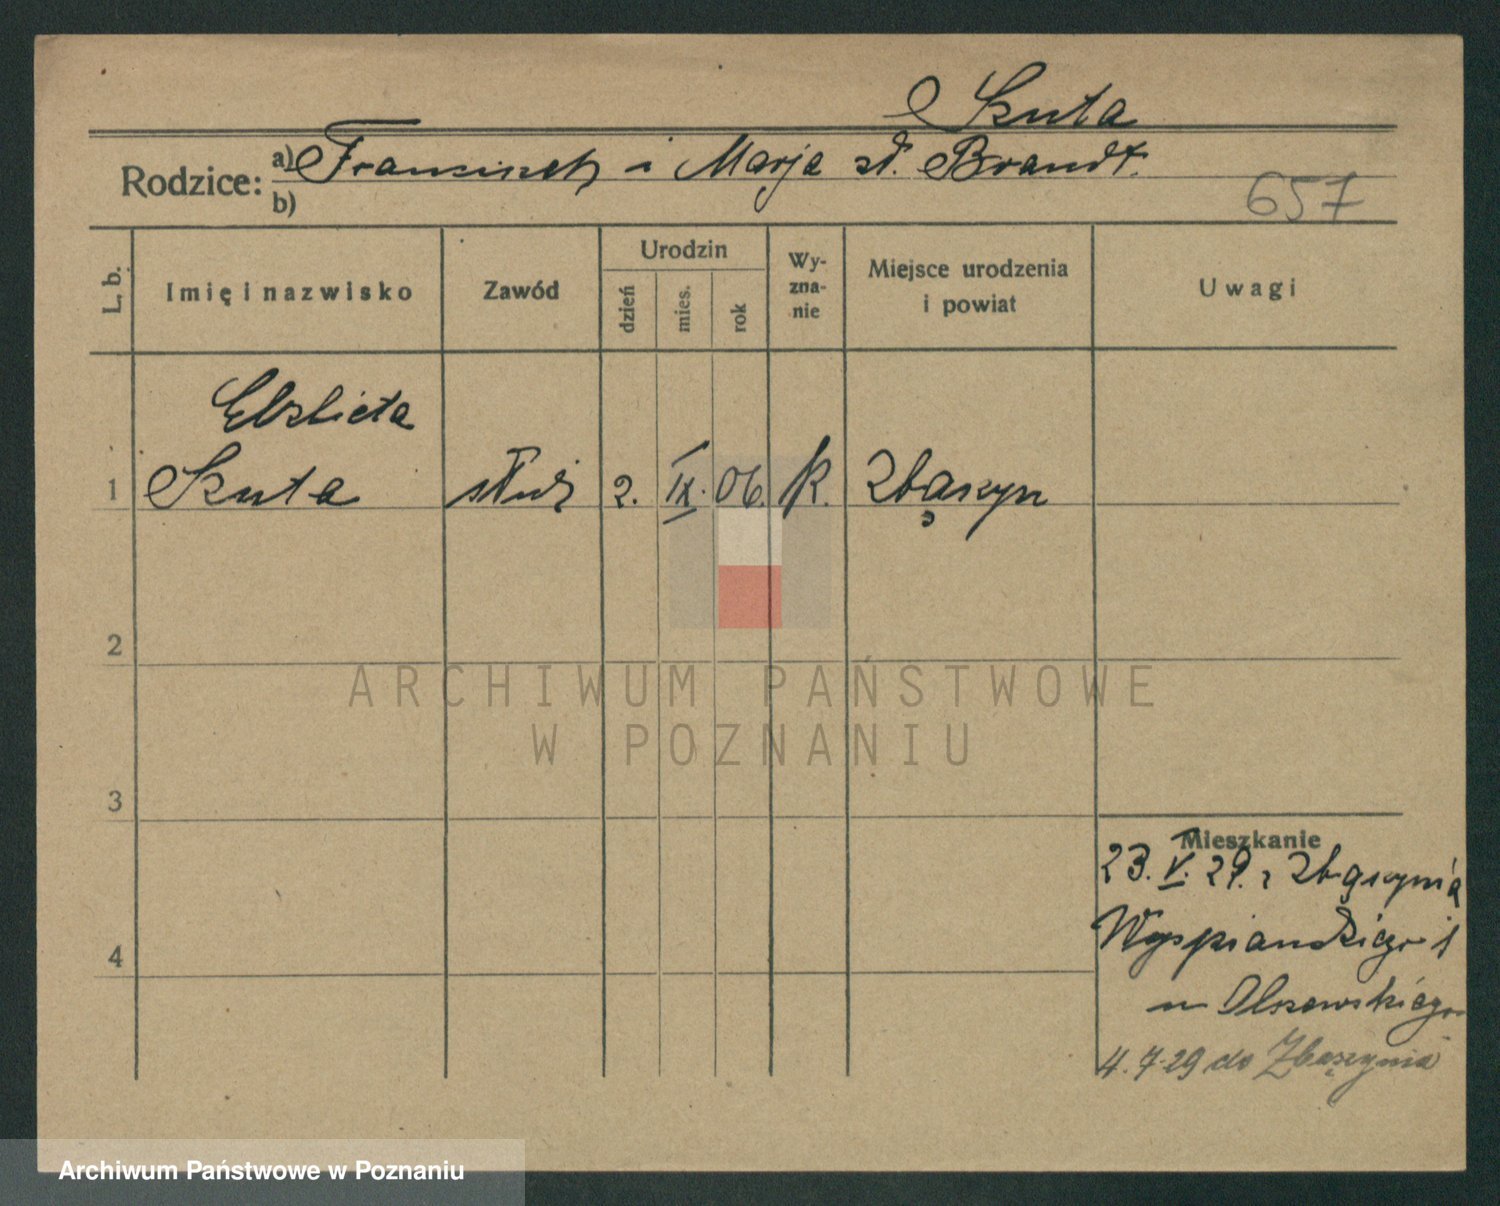 Skuta
Rodzice: a) Franciszek i Marja zd. Brandt.
b)
657
L. b.
Imię i nazwisko
Zawód
Urodzin
dzień
mies.
rok
Wy-
zna-
nie
Miejsce urodzenia
i powiat
Uwagi
Elżbieta
1 Skuta służ 2. IX. 06. k. Zbąszyn
2
3
4
Mieszkanie
23. V. 29. z Zbąszynia
Wyspiańskiego 1
u Olszewskiego
4.7.29 do Zbąszynia
ARCHIWUM PAŃSTWOWE
W POZNANIU
Archiwum Państwowe w Poznaniu